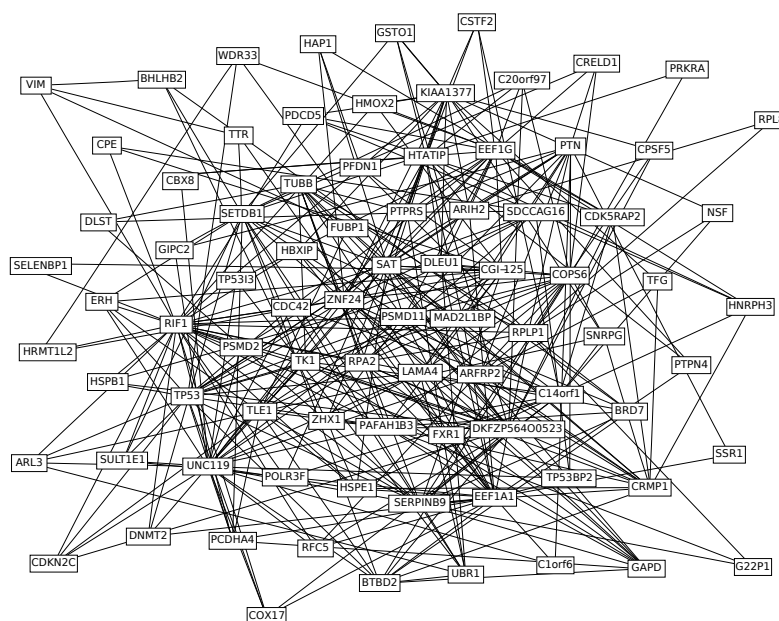 CSTF2
GSTO1
HAP1
WDR33
CRELD1
PRKRA
BHLHB2
VIM
C20orf97
KIAA1377
HMOX2
PDCD5
RPL
TTR
CPE
EEF1G
PTN
CPSF5
HTATIP
PFDN1
CBX8
TUBB
DLST
SETDB1
PTPRS
ARIH2
SDCCAG16
CDK5RAP2
NSF
FUBP1
GIPC2
HBXIP
SELENBP1
SAT
DLEU1
CGI-125
COPS6
TFG
TP53I3
ERH
CDC42
ZNF24
HNRPH3
RIF1
PSMD11
MAD2L1BP
RPLP1
SNRPG
HRMT1L2
PSMD2
TK1
RPA2
LAMA4
ARFRP2
PTPN4
HSPB1
TP53
C14orf1
TLE1
ZHX1
PAFAH1B3
FXR1
DKFZP564O0523
BRD7
SSR1
ARL3
SULT1E1
UNC119
POLR3F
HSPE1
TP53BP2
CRMP1
SERPINB9
EEF1A1
DNMT2
PCDHA4
RFC5
CDKN2C
C1orf6
GAPD
G22P1
UBR1
BTBD2
COX17